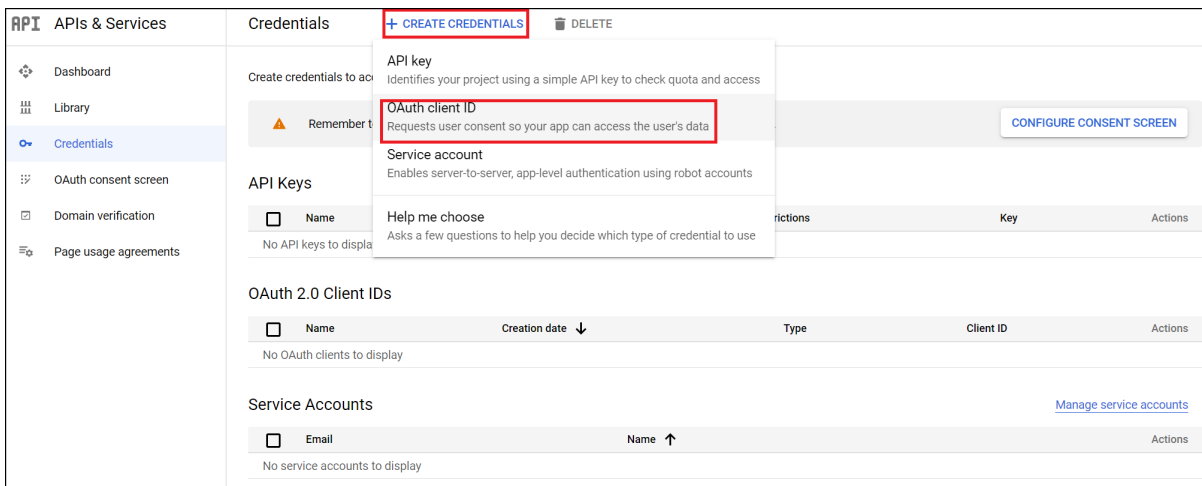 API APIs & Services
Dashboard
Library
Credentials
OAuth consent screen
Domain verification
Page usage agreements
Credentials + CREATE CREDENTIALS DELETE
Create credentials to acc
Remember t
CONFIGURE CONSENT SCREEN
API key
Identifies your project using a simple API key to check quota and access
OAuth client ID
Requests user consent so your app can access the user's data
Service account
Enables server-to-server, app-level authentication using robot accounts
Help me choose
Asks a few questions to help you decide which type of credential to use
API Keys
Name rictions Key Actions
No API keys to displa
OAuth 2.0 Client IDs
Name Creation date Type Client ID Actions
No OAuth clients to display
Service Accounts Manage service accounts
Email Name Actions
No service accounts to display